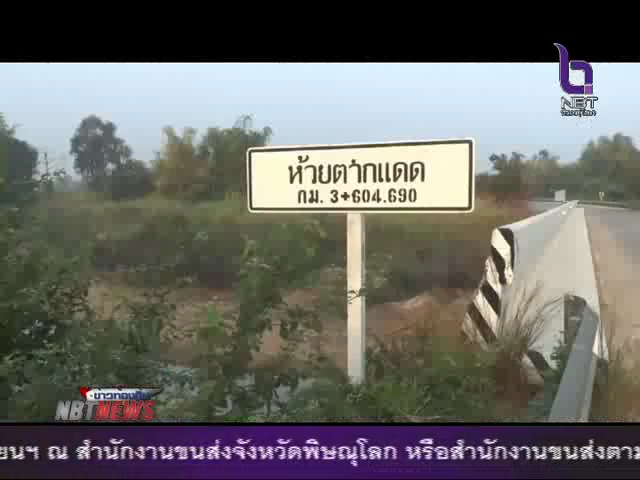 NBT
ห้วยตากแดด
กม. 3+604.690
ข่าวท้องถิ่น
NBT NEWS
ยนฯ ณ สำนักงานขนส่งจังหวัดพิษณุโลก หรือสำนักงานขนส่งตาม